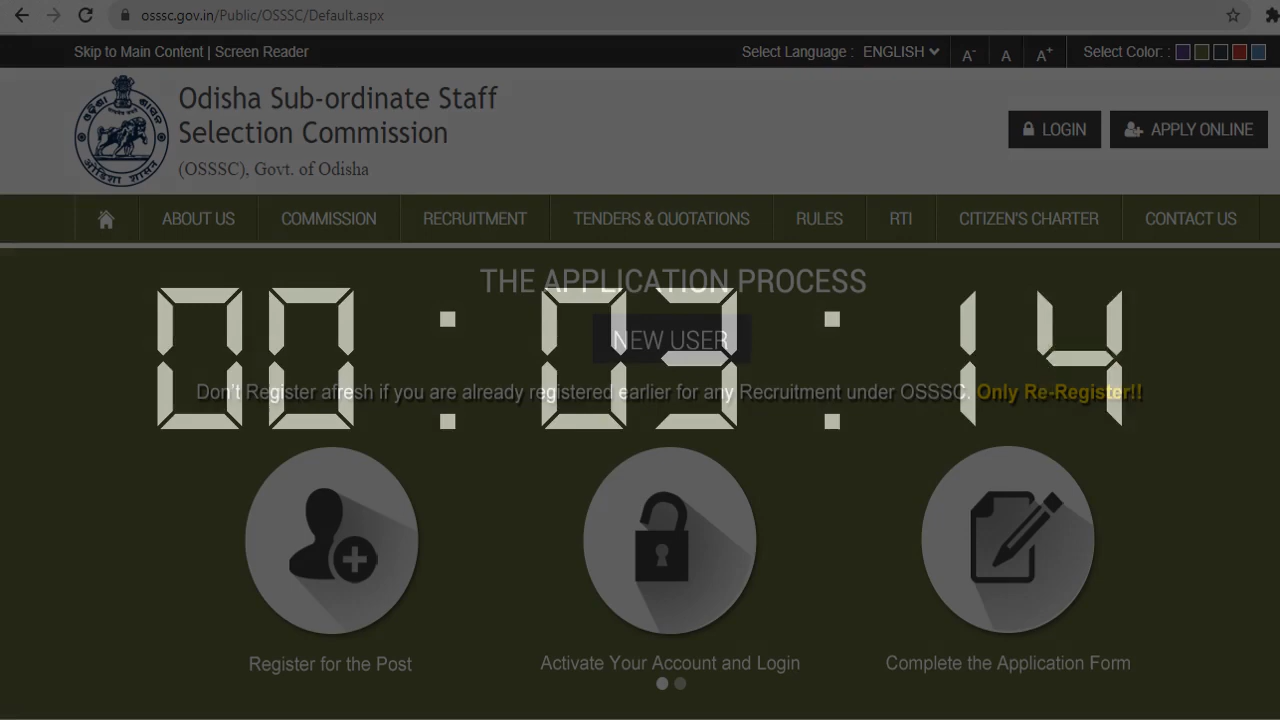 osssc.gov.in/Public/OSSSC/Default.aspx
Skip to Main Content | Screen Reader
Select Language : ENGLISH
A-
A
A+
Select Color: :
Odisha Sub-ordinate Staff
Selection Commission
(OSSSC), Govt. of Odisha
LOGIN
APPLY ONLINE
ABOUT US
COMMISSION
RECRUITMENT
TENDERS & QUOTATIONS
RULES
RTI
CITIZEN'S CHARTER
CONTACT US
THE APPLICATION PROCESS
00:03:14
NEW USER
Don't Register afresh if you are already registered earlier for any Recruitment under OSSSC. Only Re-Register!!
Register for the Post
Activate Your Account and Login
Complete the Application Form